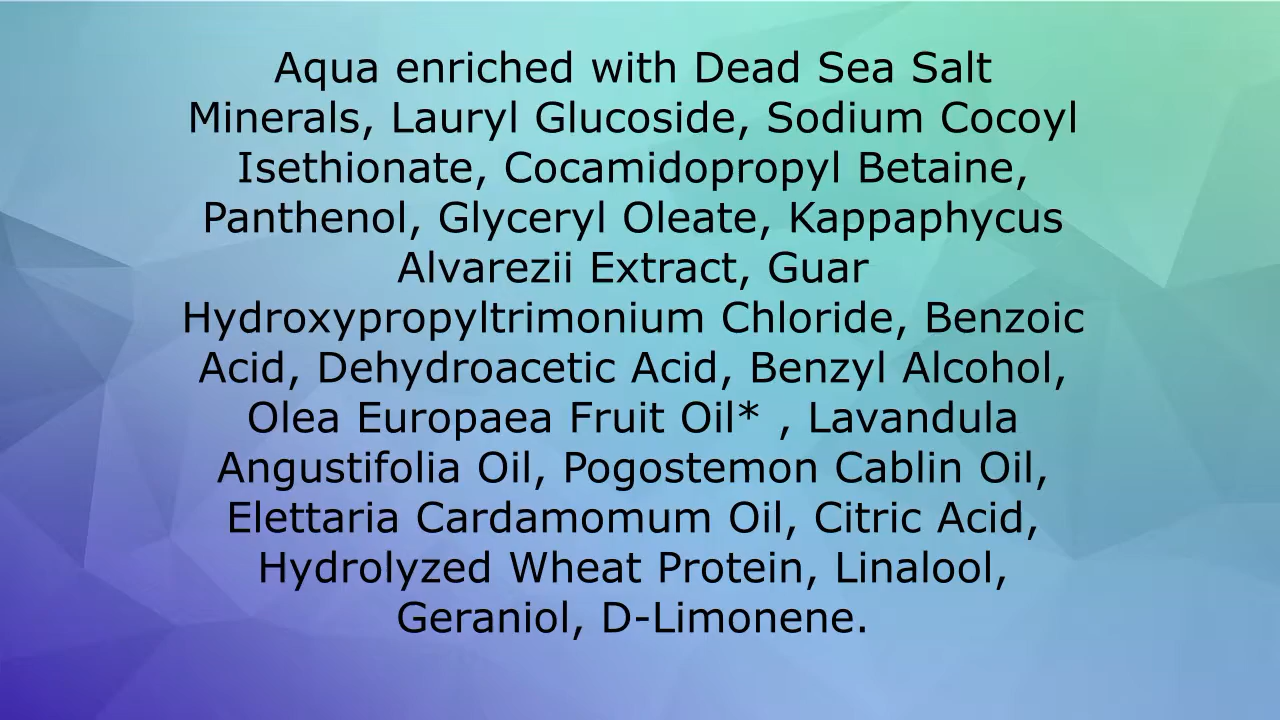 Aqua enriched with Dead Sea Salt
Minerals, Lauryl Glucoside, Sodium Cocoyl
Isethionate, Cocamidopropyl Betaine,
Panthenol, Glyceryl Oleate, Kappaphycus
Alvarezii Extract, Guar
Hydroxypropyltrimonium Chloride, Benzoic
Acid, Dehydroacetic Acid, Benzyl Alcohol,
Olea Europaea Fruit Oil* , Lavandula
Angustifolia Oil, Pogostemon Cablin Oil,
Elettaria Cardamomum Oil, Citric Acid,
Hydrolyzed Wheat Protein, Linalool,
Geraniol, D-Limonene.